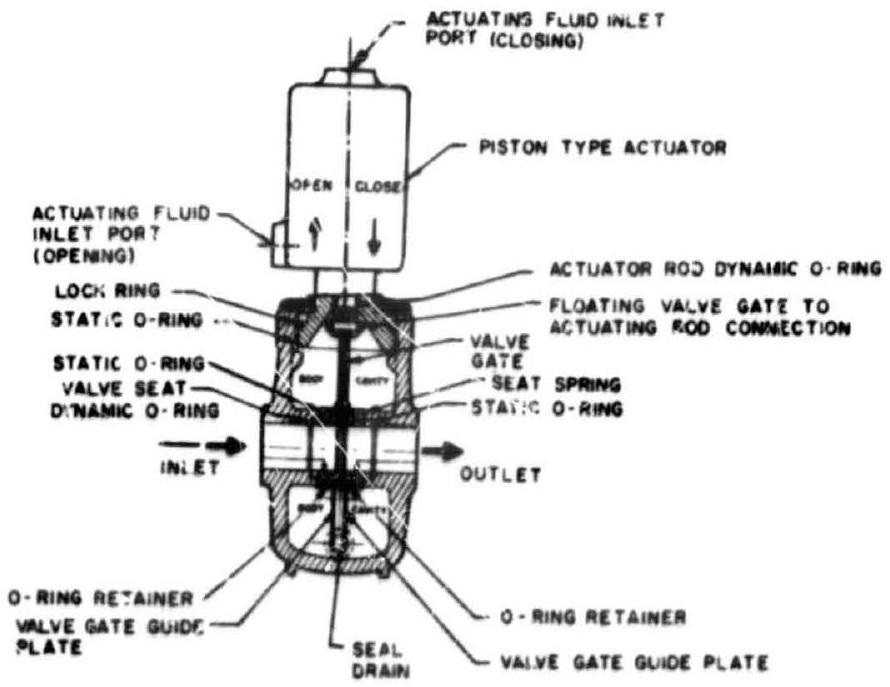 ACTUATING FLUID INLET
PORT (CLOSING)
PISTON TYPE ACTUATOR
OPEN
CLOSE
ACTUATING FLUID
INLET PORT
(OPENING)
ACTUATOR ROD DYNAMIC O-RING
LOCK RING
FLOATING VALVE GATE TO
ACTUATING ROD CONNECTION
STATIC O-RING
VALVE
GATE
STATIC O-RING
BODY
CAVITY
SEAT SPRING
VALVE SEAT
DYNAMIC O-RING
STATIC O-RING
INLET
OUTLET
BODY
CAVITY
O-RING RETAINER
O-RING RETAINER
VALVE GATE GUIDE
PLATE
SEAL
DRAIN
VALVE GATE GUIDE PLATE